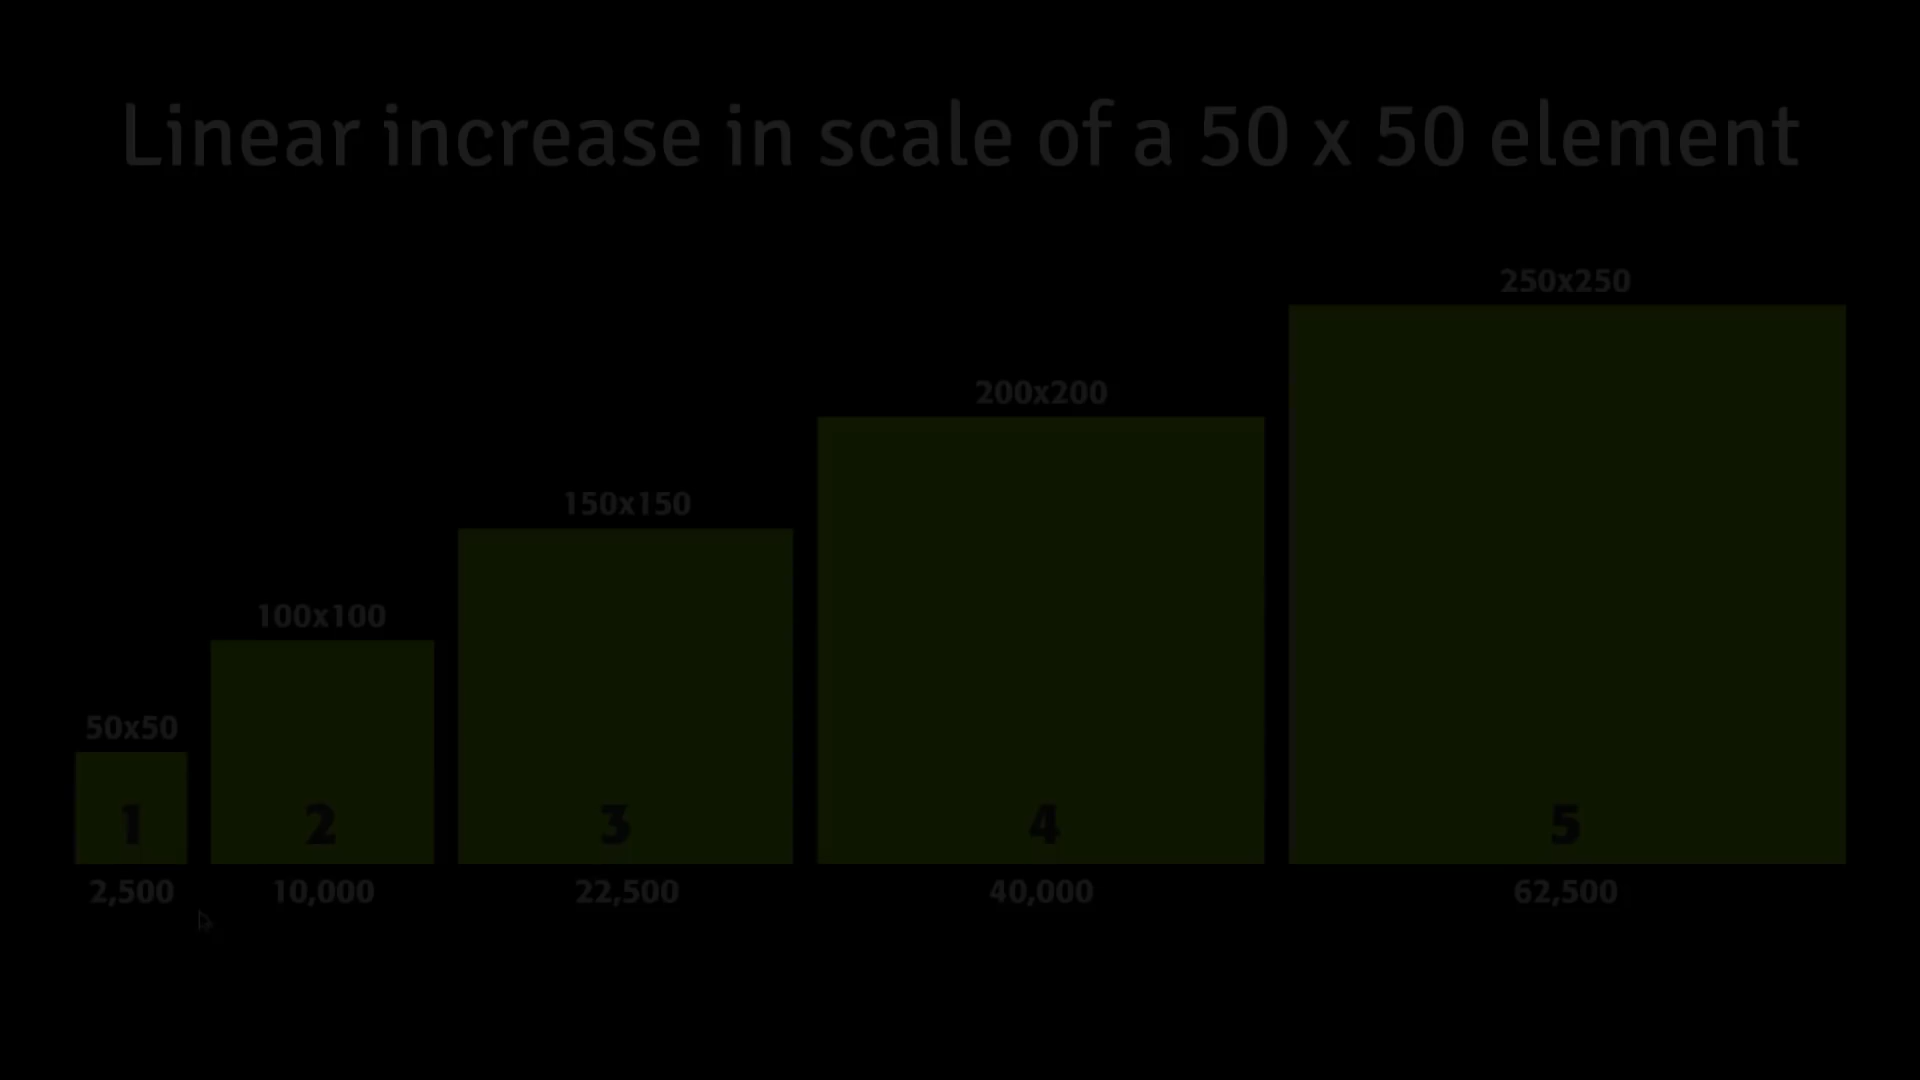 Linear increase in scale of a 50 x 50 element
250x250
200x200
150x150
100x100
50x50
1 2 3 4 5
2,500 10,000 22,500 40,000 62,500